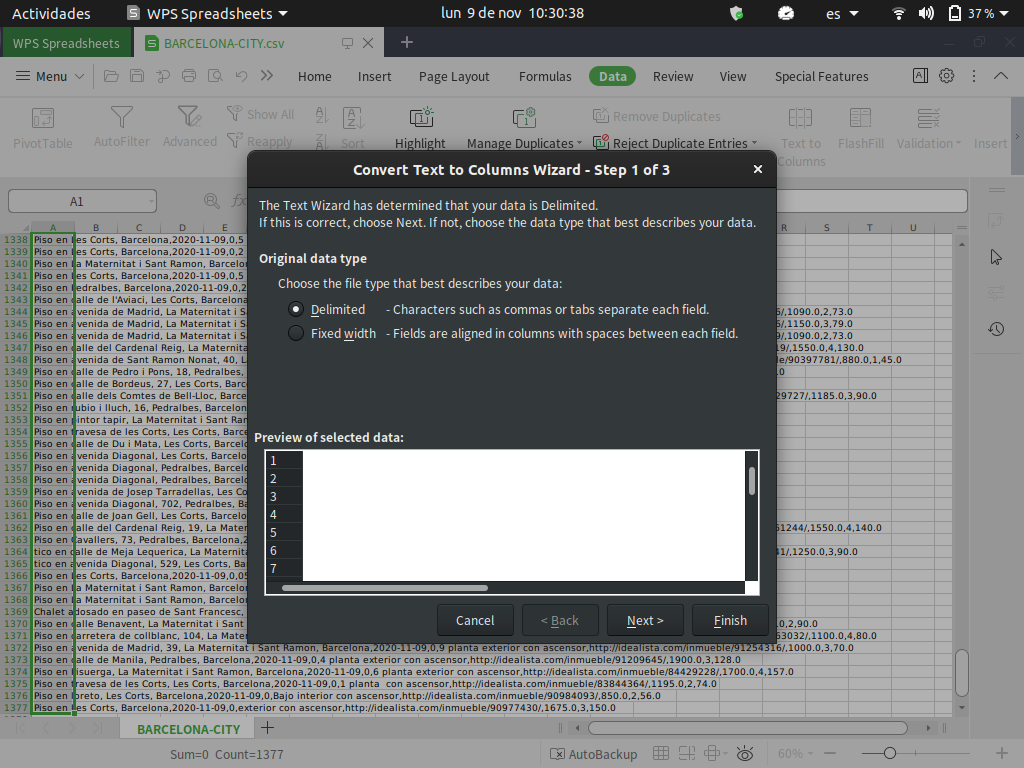 Actividades WPS Spreadsheets lun 9 de nov 10:30:38 es 37 %
WPS Spreadsheets BARCELONA-CITY.csv
Menu Home Insert Page Layout Formulas Data Review View Special Features
PivotTable AutoFilter Advanced Show All Reapply Sort Highlight Manage Duplicates Remove Duplicates Reject Duplicate Entries Text to Columns FlashFill Validation Insert
Convert Text to Columns Wizard - Step 1 of 3
A1
The Text Wizard has determined that your data is Delimited.
If this is correct, choose Next. If not, choose the data type that best describes your data.
Original data type
Choose the file type that best describes your data:
Delimited - Characters such as commas or tabs separate each field.
Fixed width - Fields are aligned in columns with spaces between each field.
Preview of selected data:
1
2
3
4
5
6
7
Cancel < Back Next > Finish
A B C D E R S T U
1338 Piso en Les Corts, Barcelona,2020-11-09,0,5
1339 Piso en Les Corts, Barcelona,2020-11-09,0,2
1340 Piso en La Maternitat i Sant Ramon, Barcelo
1341 Piso en Les Corts, Barcelona,2020-11-09,0,5
1342 Piso en Pedralbes, Barcelona,2020-11-09,0,2
1343 Piso en calle de l'Aviaci, Les Corts, Barcelona
1344 Piso en avenida de Madrid, La Maternitat i Sa /,1090.0,2,73.0
1345 Piso en avenida de Madrid, La Maternitat i Sa /,1150.0,3,79.0
1346 Piso en avenida de Madrid, La Maternitat i Sa /,1090.0,2,73.0
1347 Piso en calle del Cardenal Reig, La Maternita /,1550.0,4,130.0
1348 Piso en avenida de Sant Ramon Nonat, 40, L le/90397781/,880.0,1,45.0
1349 Piso en calle de Pedro i Pons, 18, Pedralbes,
1350 Piso en calle de Bordeus, 27, Les Corts, Barc
1351 Piso en calle dels Comtes de Bell-Lloc, Barce 29727/,1185.0,3,90.0
1352 Piso en rubio i lluch, 16, Pedralbes, Barcelon
1353 Piso en pintor tapir, La Maternitat i Sant Ran
1354 Piso en travesa de les Corts, Les Corts, Barc
1355 Piso en calle de Du i Mata, Les Corts, Barcelo
1356 Piso en avenida Diagonal, Les Corts, Barcelo
1357 Piso en avenida Diagonal, Pedralbes, Barcel
1358 Piso en avenida Diagonal, Pedralbes, Barcel
1359 Piso en avenida de Josep Tarradellas, Les Co
1360 Piso en avenida Diagonal, 702, Pedralbes, Ba
1361 Piso en calle de Joan Gell, Les Corts, Barcelo
1362 Piso en calle del Cardenal Reig, 19, La Mater 61244/,1550.0,4,140.0
1363 Piso en Cavallers, 73, Pedralbes, Barcelona,2
1364 tico en calle de Meja Lequerica, La Maternita 41/,1250.0,3,90.0
1365 tico en avenida Diagonal, 529, Les Corts, Bar
1366 Piso en Les Corts, Barcelona,2020-11-09,0,05
1367 Piso en La Maternitat i Sant Ramon, Barcelon
1368 Piso en La Maternitat i Sant Ramon, Barcelon
1369 Chalet adosado en paseo de Sant Francesc,
1370 Piso en calle Benavent, La Maternitat i Sant .0,2,90.0
1371 Piso en carretera de collblanc, 104, La Mater 63032/,1100.0,4,80.0
1372 Piso en avenida de Madrid, 39, La Maternitat i Sant Ramon, Barcelona,2020-11-09,0,9 planta exterior con ascensor,http://idealista.com/inmueble/91254316/,1000.0,3,70.0
1373 Piso en calle de Manila, Pedralbes, Barcelona,2020-11-09,0,4 planta exterior con ascensor,http://idealista.com/inmueble/91209645/,1900.0,3,128.0
1374 Piso en Bisuerga, La Maternitat i Sant Ramon, Barcelona,2020-11-09,0,6 planta exterior con ascensor,http://idealista.com/inmueble/84429228/,1700.0,4,157.0
1375 Piso en travesa de les Corts, Les Corts, Barcelona,2020-11-09,0,1 planta con ascensor,http://idealista.com/inmueble/83844364/,1195.0,2,74.0
1376 Piso en loreto, Les Corts, Barcelona,2020-11-09,0,Bajo interior con ascensor,http://idealista.com/inmueble/90984093/,850.0,2,56.0
1377 Piso en Les Corts, Barcelona,2020-11-09,0,exterior con ascensor,http://idealista.com/inmueble/90977430/,1675.0,3,150.0
BARCELONA-CITY
Sum=0 Count=1377 AutoBackup 60%